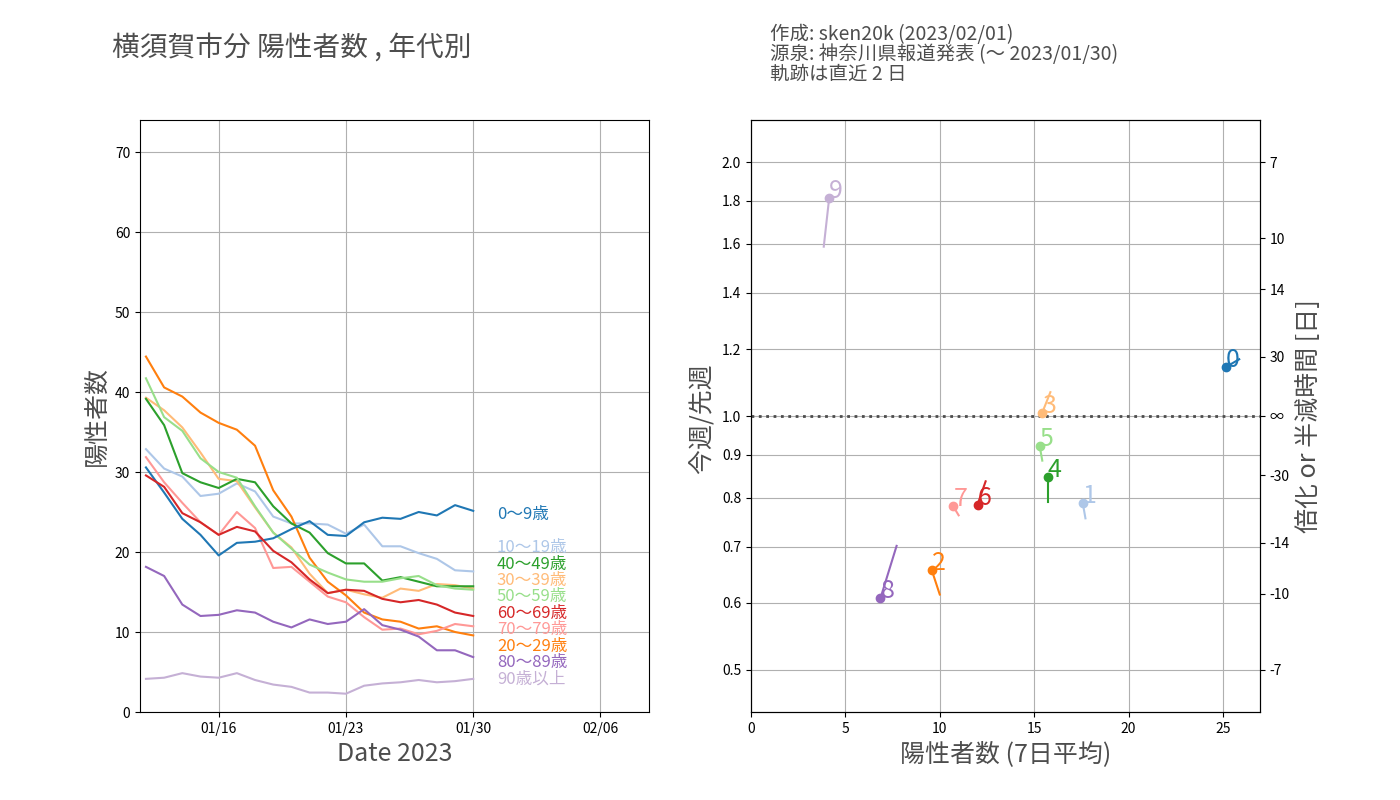 横須賀市分 陽性者数 , 年代別
作成: sken20k (2023/02/01)
源泉: 神奈川県報道発表 (〜 2023/01/30)
軌跡は直近 2 日
陽性者数
70
60
50
40
30
20
10
0
01/16
01/23
01/30
02/06
Date 2023
0〜9歳
10〜19歳
40〜49歳
30〜39歳
50〜59歳
60〜69歳
70〜79歳
20〜29歳
80〜89歳
90歳以上
今週/先週
2.0
1.8
1.6
1.4
1.2
1.0
0.9
0.8
0.7
0.6
0.5
9
0
3
5
4
7
6
1
2
8
0
5
10
15
20
25
陽性者数 (7日平均)
7
10
14
30
∞
-30
-14
-10
-7
倍化 or 半減時間 [日]